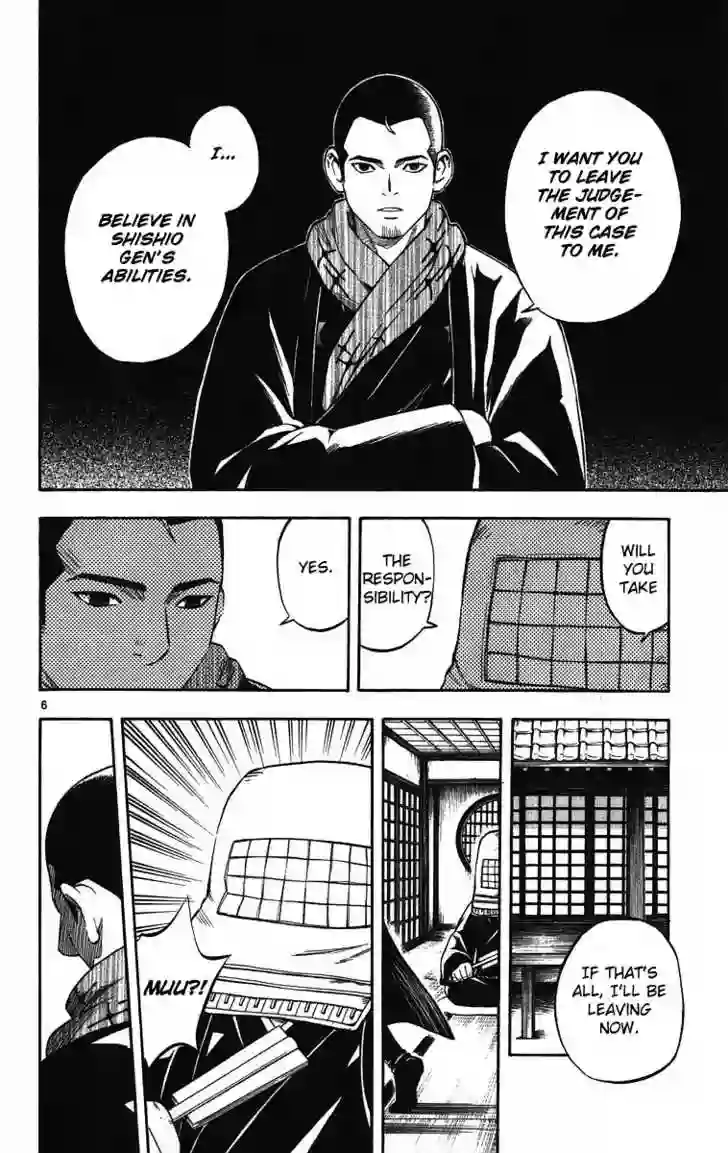 I WANT YOU
TO LEAVE
THE JUDGE-
MENT OF
THIS CASE
TO ME.
I...
BELIEVE IN
SHISHIO
GEN'S
ABILITIES.
WILL
YOU
TAKE
THE
RESPON-
SIBILITY?
YES.
6
IF THAT'S
ALL, I'LL BE
LEAVING
NOW.
MUU?!